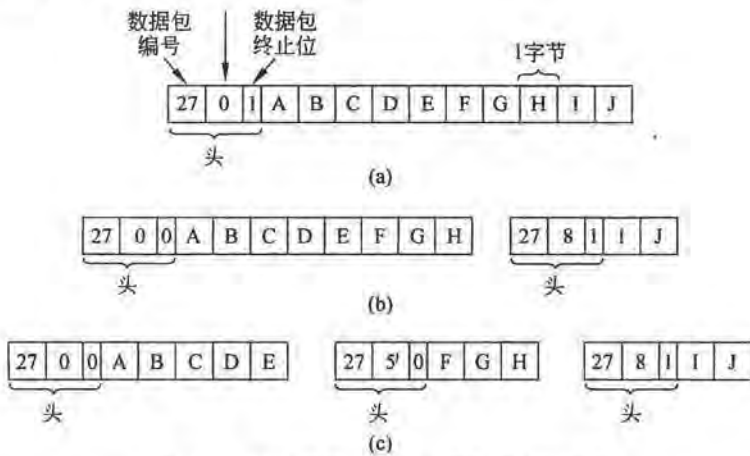 数据包 数据包
编号 终止位 1字节
27 0 1 A B C D E F G H I J
头
(a)
27 0 0 A B C D E F G H 27 8 1 I J
头 头
(b)
27 0 0 A B C D E 27 5 0 F G H 27 8 1 I J
头 头 头
(c)